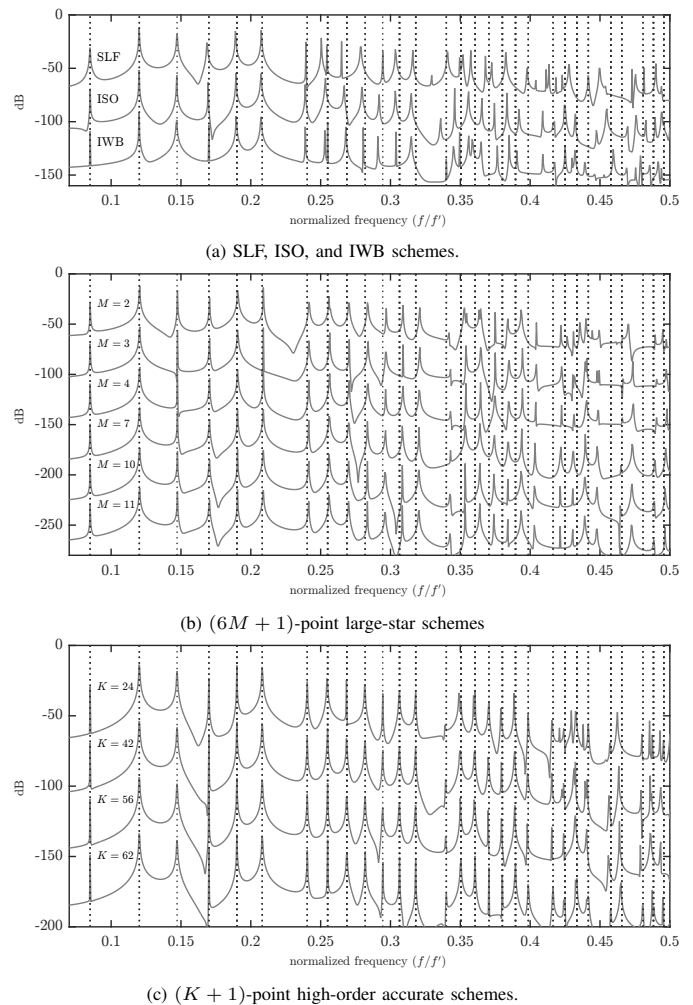 0
−50
−100
−150
dB
SLF
ISO
IWB
0.1 0.15 0.2 0.25 0.3 0.35 0.4 0.45 0.5
normalized frequency (f/f′)
(a) SLF, ISO, and IWB schemes.
0
−50
−100
−150
−200
−250
dB
M = 2
M = 3
M = 4
M = 7
M = 10
M = 11
0.1 0.15 0.2 0.25 0.3 0.35 0.4 0.45 0.5
normalized frequency (f/f′)
(b) (6M + 1)-point large-star schemes
0
−50
−100
−150
−200
dB
K = 24
K = 42
K = 56
K = 62
0.1 0.15 0.2 0.25 0.3 0.35 0.4 0.45 0.5
normalized frequency (f/f′)
(c) (K + 1)-point high-order accurate schemes.